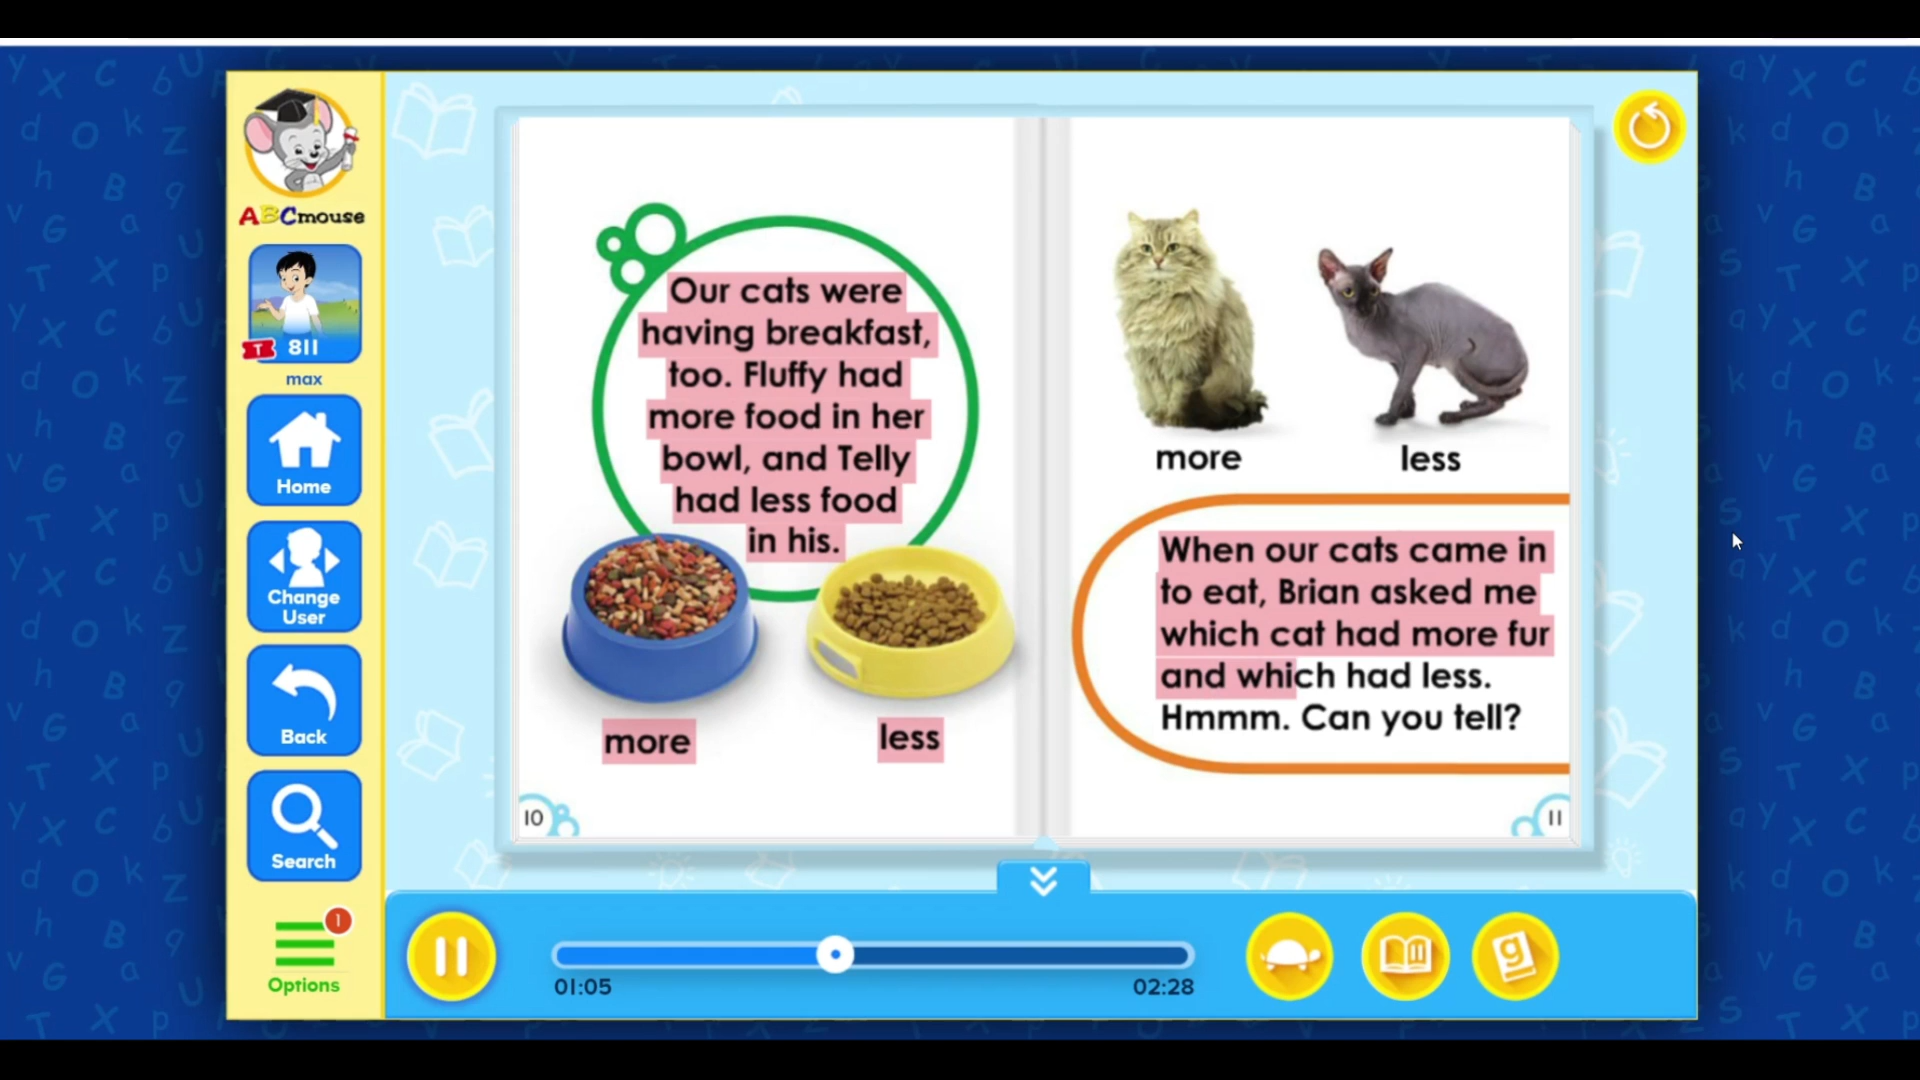 ABCmouse
T 811
max
Home
Change
User
Back
Search
1
Options
Our cats were
having breakfast,
too. Fluffy had
more food in her
bowl, and Telly
had less food
in his.
more
less
10
more
less
When our cats came in
to eat, Brian asked me
which cat had more fur
and which had less.
Hmmm. Can you tell?
11
01:05
02:28
g